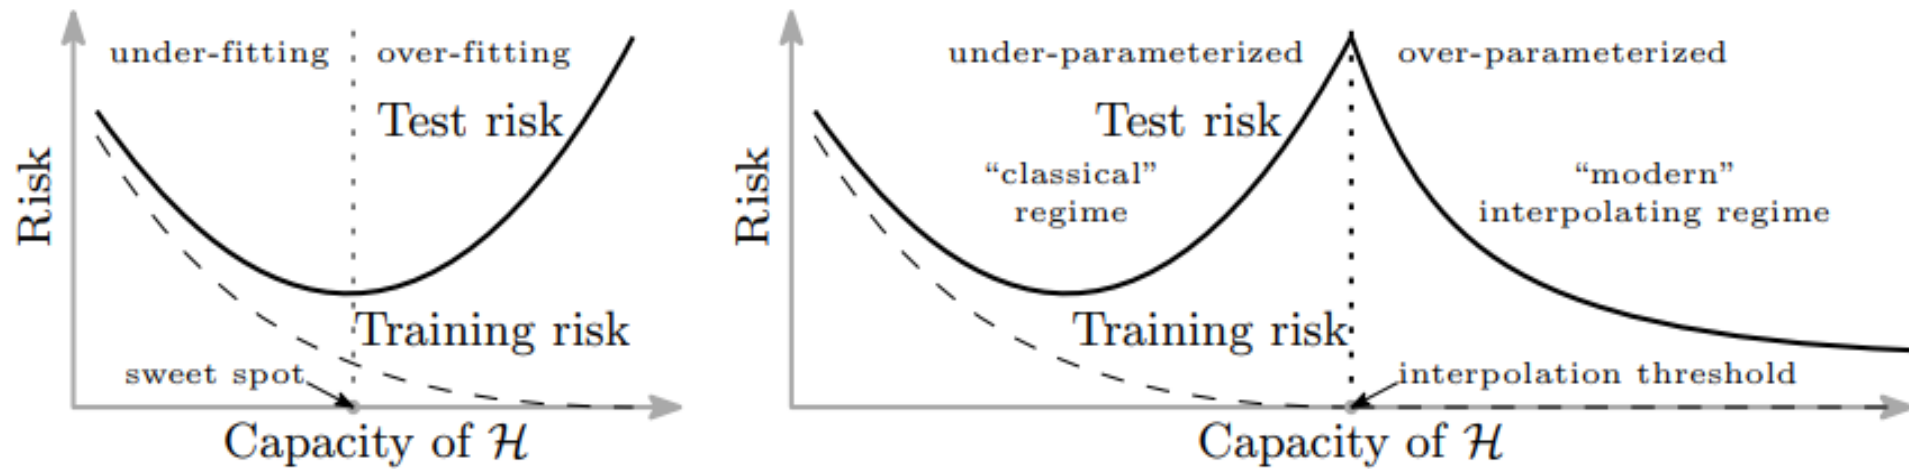 under-fitting
over-fitting
Test risk
Risk
Training risk
sweet spot
Capacity of ℋ
under-parameterized
over-parameterized
Test risk
“classical”
regime
“modern”
interpolating regime
Risk
Training risk
interpolation threshold
Capacity of ℋ